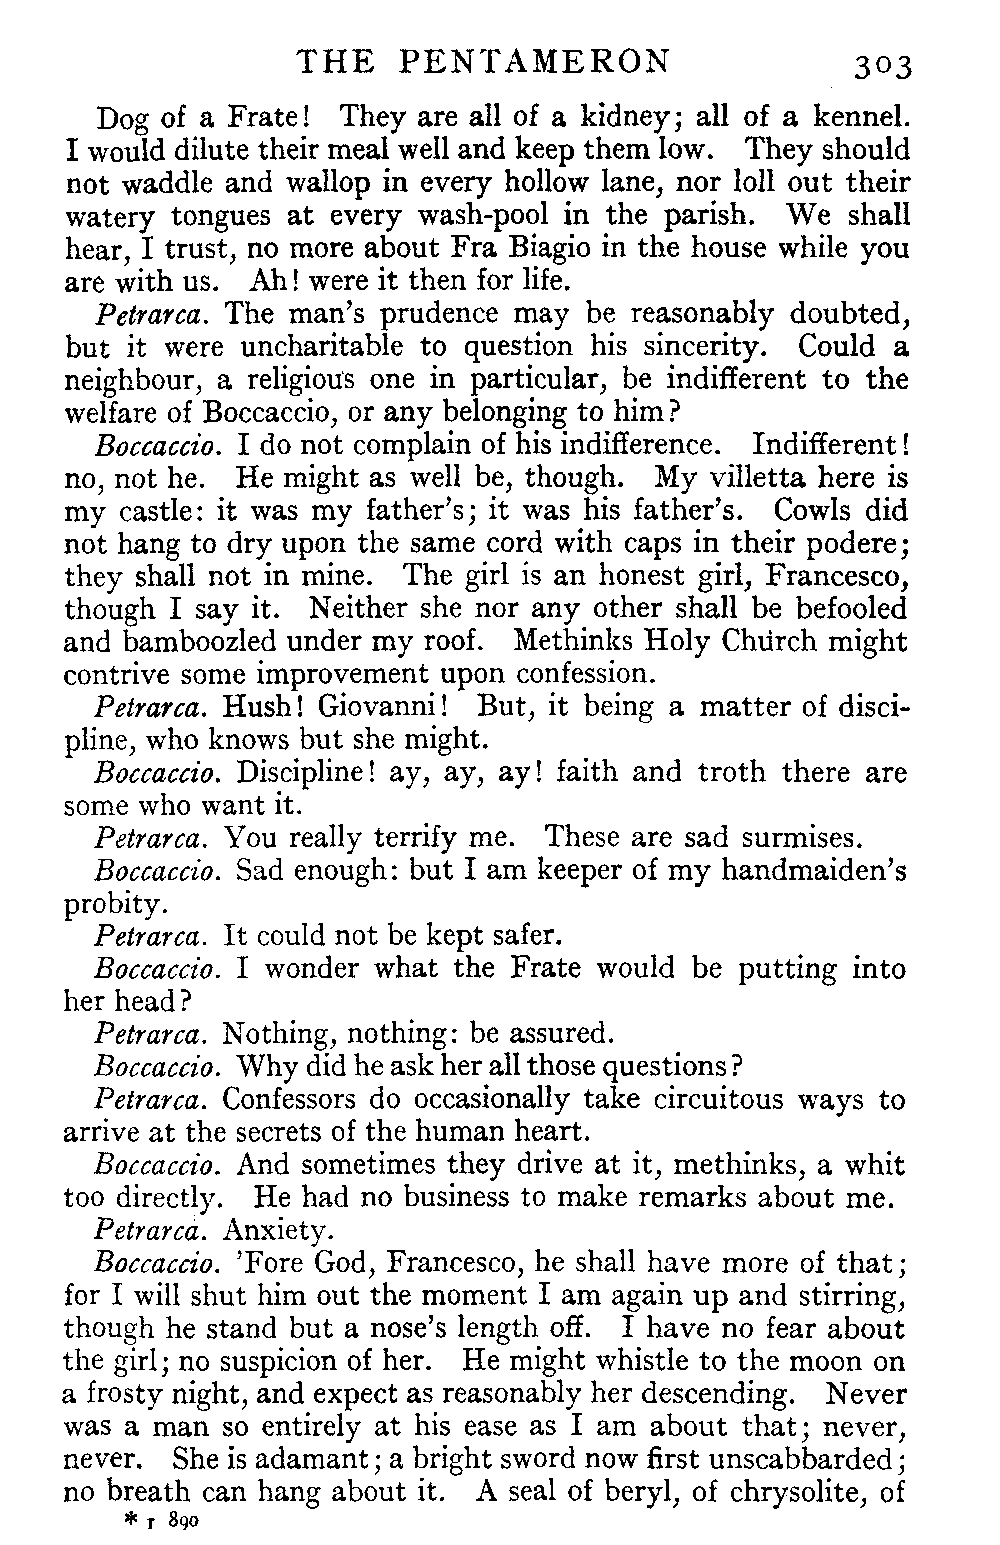 THE PENTAMERON 303
Dog of a Frate! They are all of a kidney; all of a kennel.
I would dilute their meal well and keep them low. They should
not waddle and wallop in every hollow lane, nor loll out their
watery tongues at every wash-pool in the parish. We shall
hear, I trust, no more about Fra Biagio in the house while you
are with us. Ah! were it then for life.
Petrarca. The man's prudence may be reasonably doubted,
but it were uncharitable to question his sincerity. Could a
neighbour, a religious one in particular, be indifferent to the
welfare of Boccaccio, or any belonging to him?
Boccaccio. I do not complain of his indifference. Indifferent!
no, not he. He might as well be, though. My villetta here is
my castle: it was my father's; it was his father's. Cowls did
not hang to dry upon the same cord with caps in their podere;
they shall not in mine. The girl is an honest girl, Francesco,
though I say it. Neither she nor any other shall be befooled
and bamboozled under my roof. Methinks Holy Church might
contrive some improvement upon confession.
Petrarca. Hush! Giovanni! But, it being a matter of disci-
pline, who knows but she might.
Boccaccio. Discipline! ay, ay, ay! faith and troth there are
some who want it.
Petrarca. You really terrify me. These are sad surmises.
Boccaccio. Sad enough: but I am keeper of my handmaiden's
probity.
Petrarca. It could not be kept safer.
Boccaccio. I wonder what the Frate would be putting into
her head?
Petrarca. Nothing, nothing: be assured.
Boccaccio. Why did he ask her all those questions?
Petrarca. Confessors do occasionally take circuitous ways to
arrive at the secrets of the human heart.
Boccaccio. And sometimes they drive at it, methinks, a whit
too directly. He had no business to make remarks about me.
Petrarca. Anxiety.
Boccaccio. 'Fore God, Francesco, he shall have more of that;
for I will shut him out the moment I am again up and stirring,
though he stand but a nose's length off. I have no fear about
the girl; no suspicion of her. He might whistle to the moon on
a frosty night, and expect as reasonably her descending. Never
was a man so entirely at his ease as I am about that; never,
never. She is adamant; a bright sword now first unscabbarded;
no breath can hang about it. A seal of beryl, of chrysolite, of
* I 890